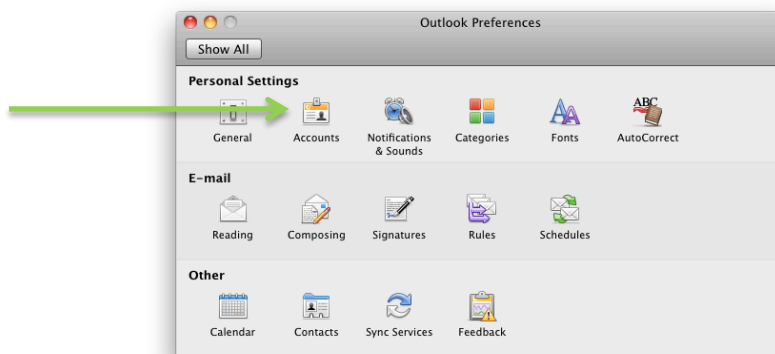 Outlook Preferences
Show All
Personal Settings
General Accounts Notifications & Sounds Categories Fonts ABC AutoCorrect
E-mail
Reading Composing Signatures Rules Schedules
Other
Calendar Contacts Sync Services Feedback